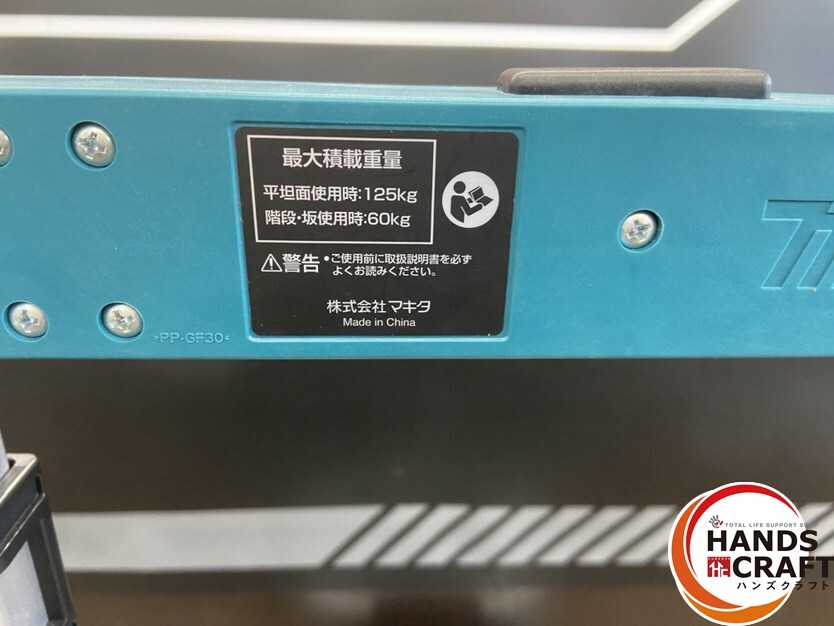 最大積載重量
平坦面使用時:125kg
階段・坂使用時:60kg
警告 •ご使用前に取扱説明書を必ず
よくお読みください。
株式会社マキタ
Made in China
>PP-GF30<
TOTAL LIFE SUPPORT
HANDS
CRAFT
ハンズクラフト